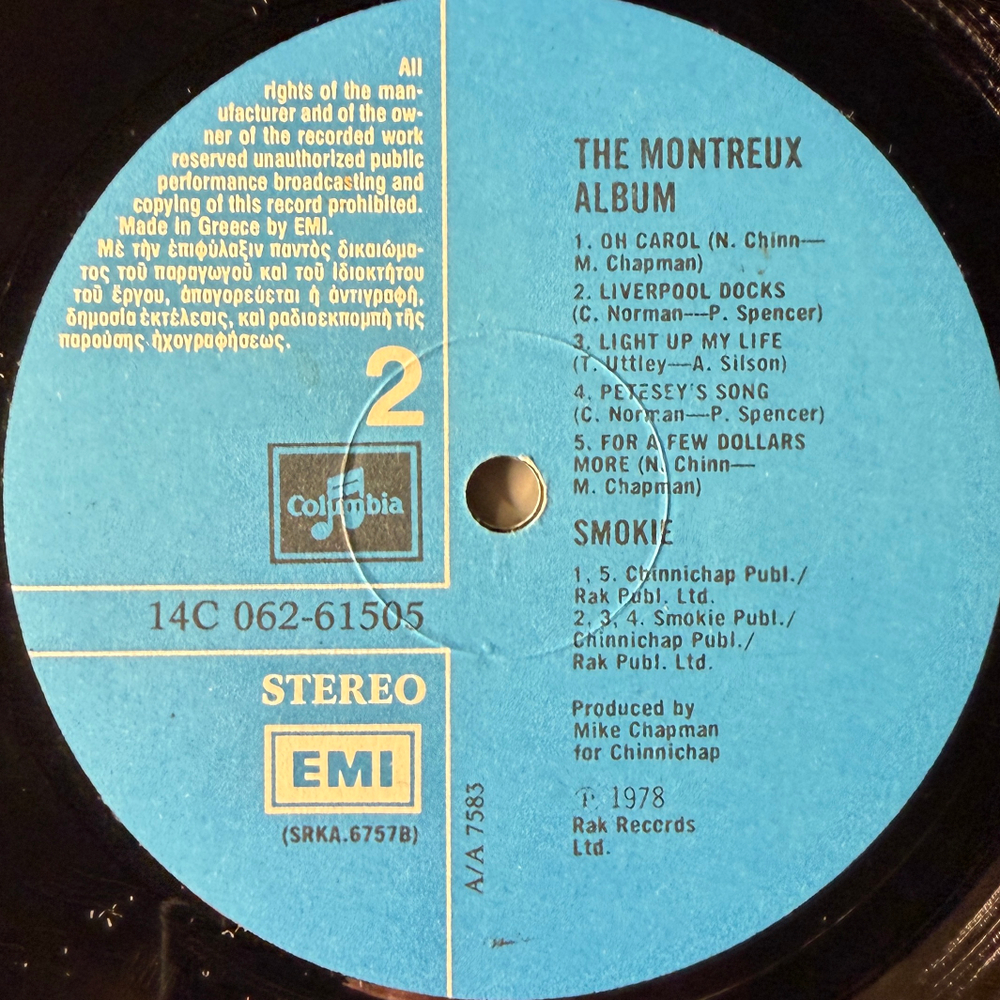 All
rights of the man-
ufacturer and of the ow-
ner of the recorded work
reserved unauthorized public
performance broadcasting and
copying of this record prohibited.
Made in Greece by EMI.
Μὲ τὴν ἐπιφύλαξιν παντὸς δικαιώμα-
τος τοῦ παραγωγοῦ καὶ τοῦ ἰδιοκτήτου
τοῦ ἔργου, ἀπαγορεύεται ἡ ἀντιγραφή,
δημοσία ἐκτέλεσις, καὶ ραδιοεκπομπὴ τῆς
παρούσης ἠχογραφήσεως.
2
Columbia
14C 062-61505
STEREO
EMI
(SRKA.6757B)
A/A 7583
THE MONTREUX
ALBUM
1. OH CAROL (N. Chinn—
M. Chapman)
2. LIVERPOOL DOCKS
(C. Norman—P. Spencer)
3. LIGHT UP MY LIFE
(T. Uttley—A. Silson)
4. PETESEY'S SONG
(C. Norman—P. Spencer)
5. FOR A FEW DOLLARS
MORE (N. Chinn—
M. Chapman)
SMOKIE
1, 5. Chinnichap Publ./
Rak Publ. Ltd.
2, 3, 4. Smokie Publ./
Chinnichap Publ./
Rak Publ. Ltd.
Produced by
Mike Chapman
for Chinnichap
℗ 1978
Rak Records
Ltd.